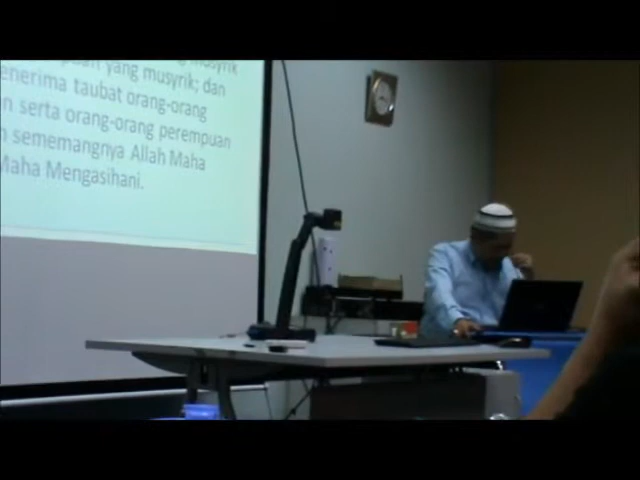 yang musyrik; dan
enerima taubat orang-orang
n serta orang-orang perempuan
n sememangnya Allah Maha
Maha Mengasihani.